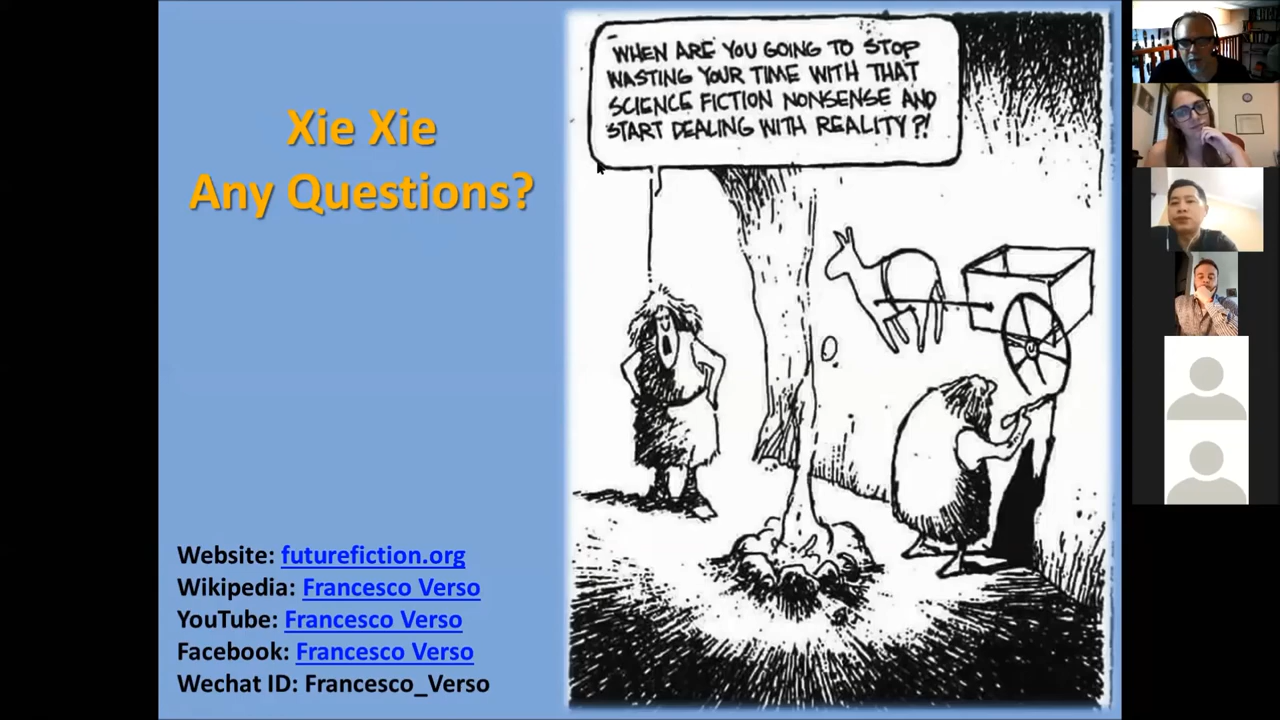 Xie Xie
Any Questions?
WHEN ARE YOU GOING TO STOP
WASTING YOUR TIME WITH THAT
SCIENCE FICTION NONSENSE AND
START DEALING WITH REALITY?!
Website: futurefiction.org
Wikipedia: Francesco Verso
YouTube: Francesco Verso
Facebook: Francesco Verso
Wechat ID: Francesco_Verso